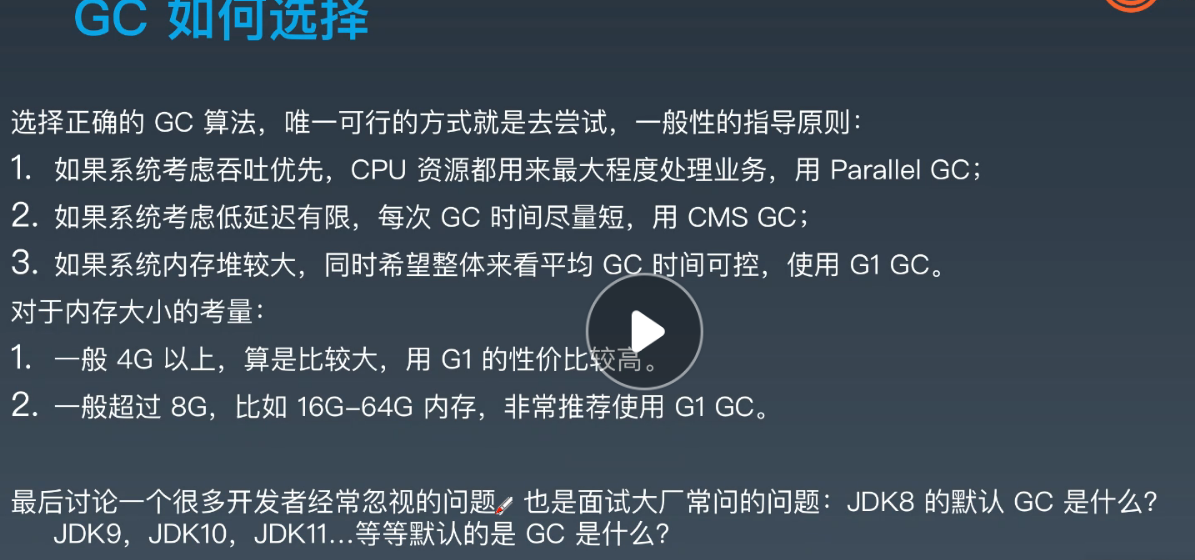 GC 如何选择
选择正确的 GC 算法，唯一可行的方式就是去尝试，一般性的指导原则：
1. 如果系统考虑吞吐优先，CPU 资源都用来最大程度处理业务，用 Parallel GC；
2. 如果系统考虑低延迟有限，每次 GC 时间尽量短，用 CMS GC；
3. 如果系统内存堆较大，同时希望整体来看平均 GC 时间可控，使用 G1 GC。
对于内存大小的考量：
1. 一般 4G 以上，算是比较大，用 G1 的性价比较高。
2. 一般超过 8G，比如 16G-64G 内存，非常推荐使用 G1 GC。
最后讨论一个很多开发者经常忽视的问题，也是面试大厂常问的问题：JDK8 的默认 GC 是什么？
JDK9，JDK10，JDK11…等等默认的是 GC 是什么？